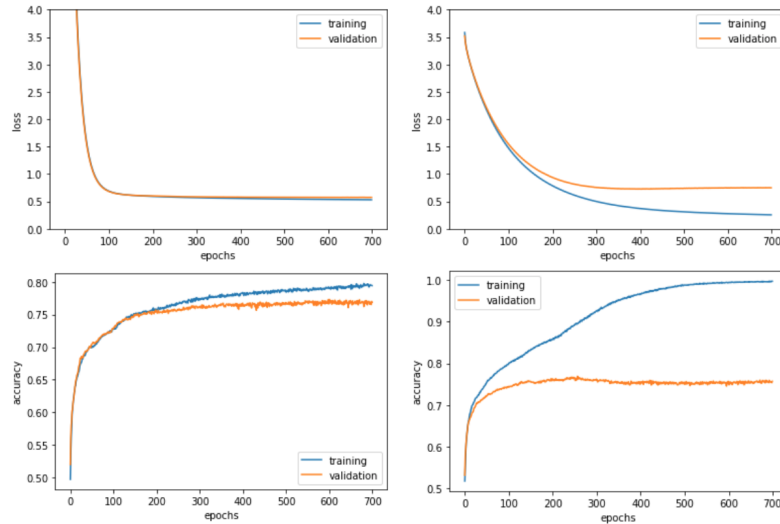 4.0
3.5
3.0
2.5
2.0
1.5
1.0
0.5
0.0
loss
training
validation
0 100 200 300 400 500 600 700
epochs
4.0
3.5
3.0
2.5
2.0
1.5
1.0
0.5
0.0
loss
training
validation
0 100 200 300 400 500 600 700
epochs
0.80
0.75
0.70
0.65
0.60
0.55
0.50
accuracy
training
validation
0 100 200 300 400 500 600 700
epochs
1.0
0.9
0.8
0.7
0.6
0.5
accuracy
training
validation
0 100 200 300 400 500 600 700
epochs